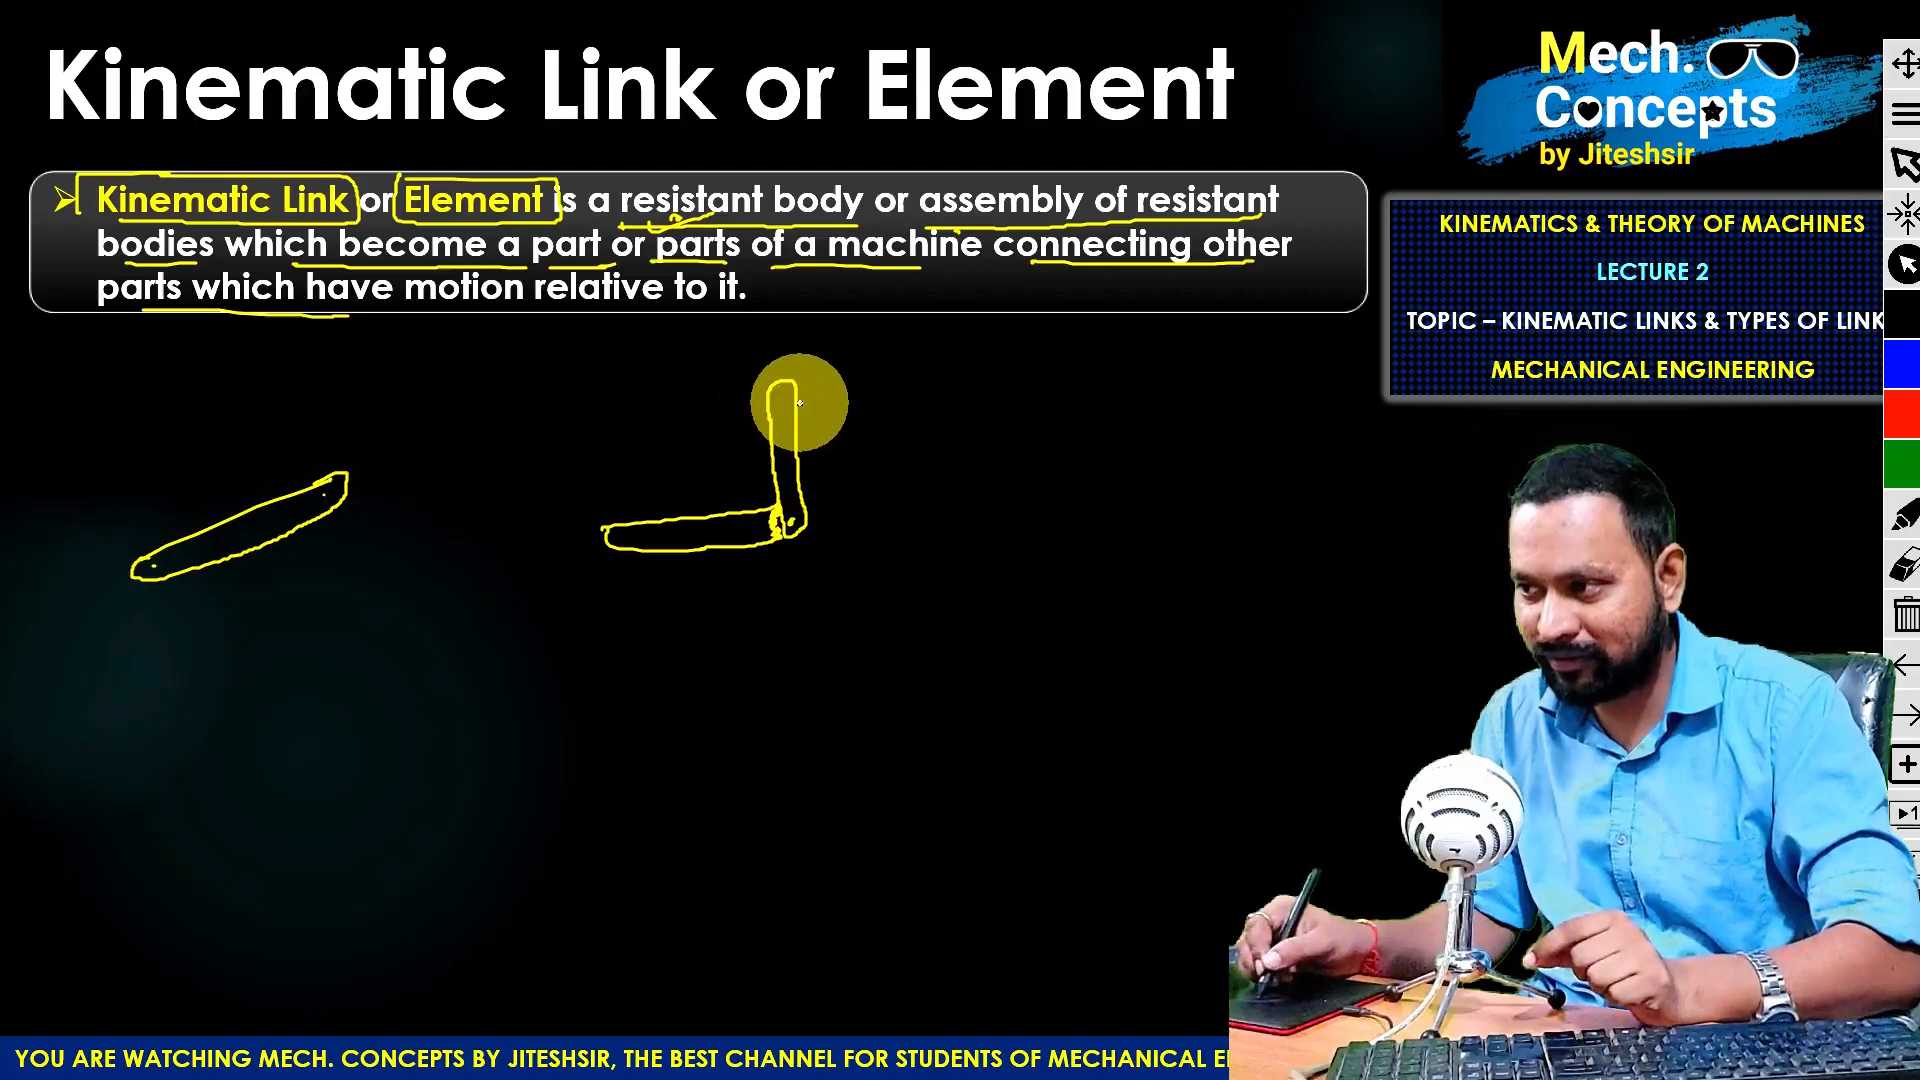 Kinematic Link or Element
Mech.
Concepts
by Jiteshsir
Kinematic Link or Element is a resistant body or assembly of resistant
bodies which become a part or parts of a machine connecting other
parts which have motion relative to it.
KINEMATICS & THEORY OF MACHINES
LECTURE 2
TOPIC – KINEMATIC LINKS & TYPES OF LINK
MECHANICAL ENGINEERING
YOU ARE WATCHING MECH. CONCEPTS BY JITESHSIR, THE BEST CHANNEL FOR STUDENTS OF MECHANICAL